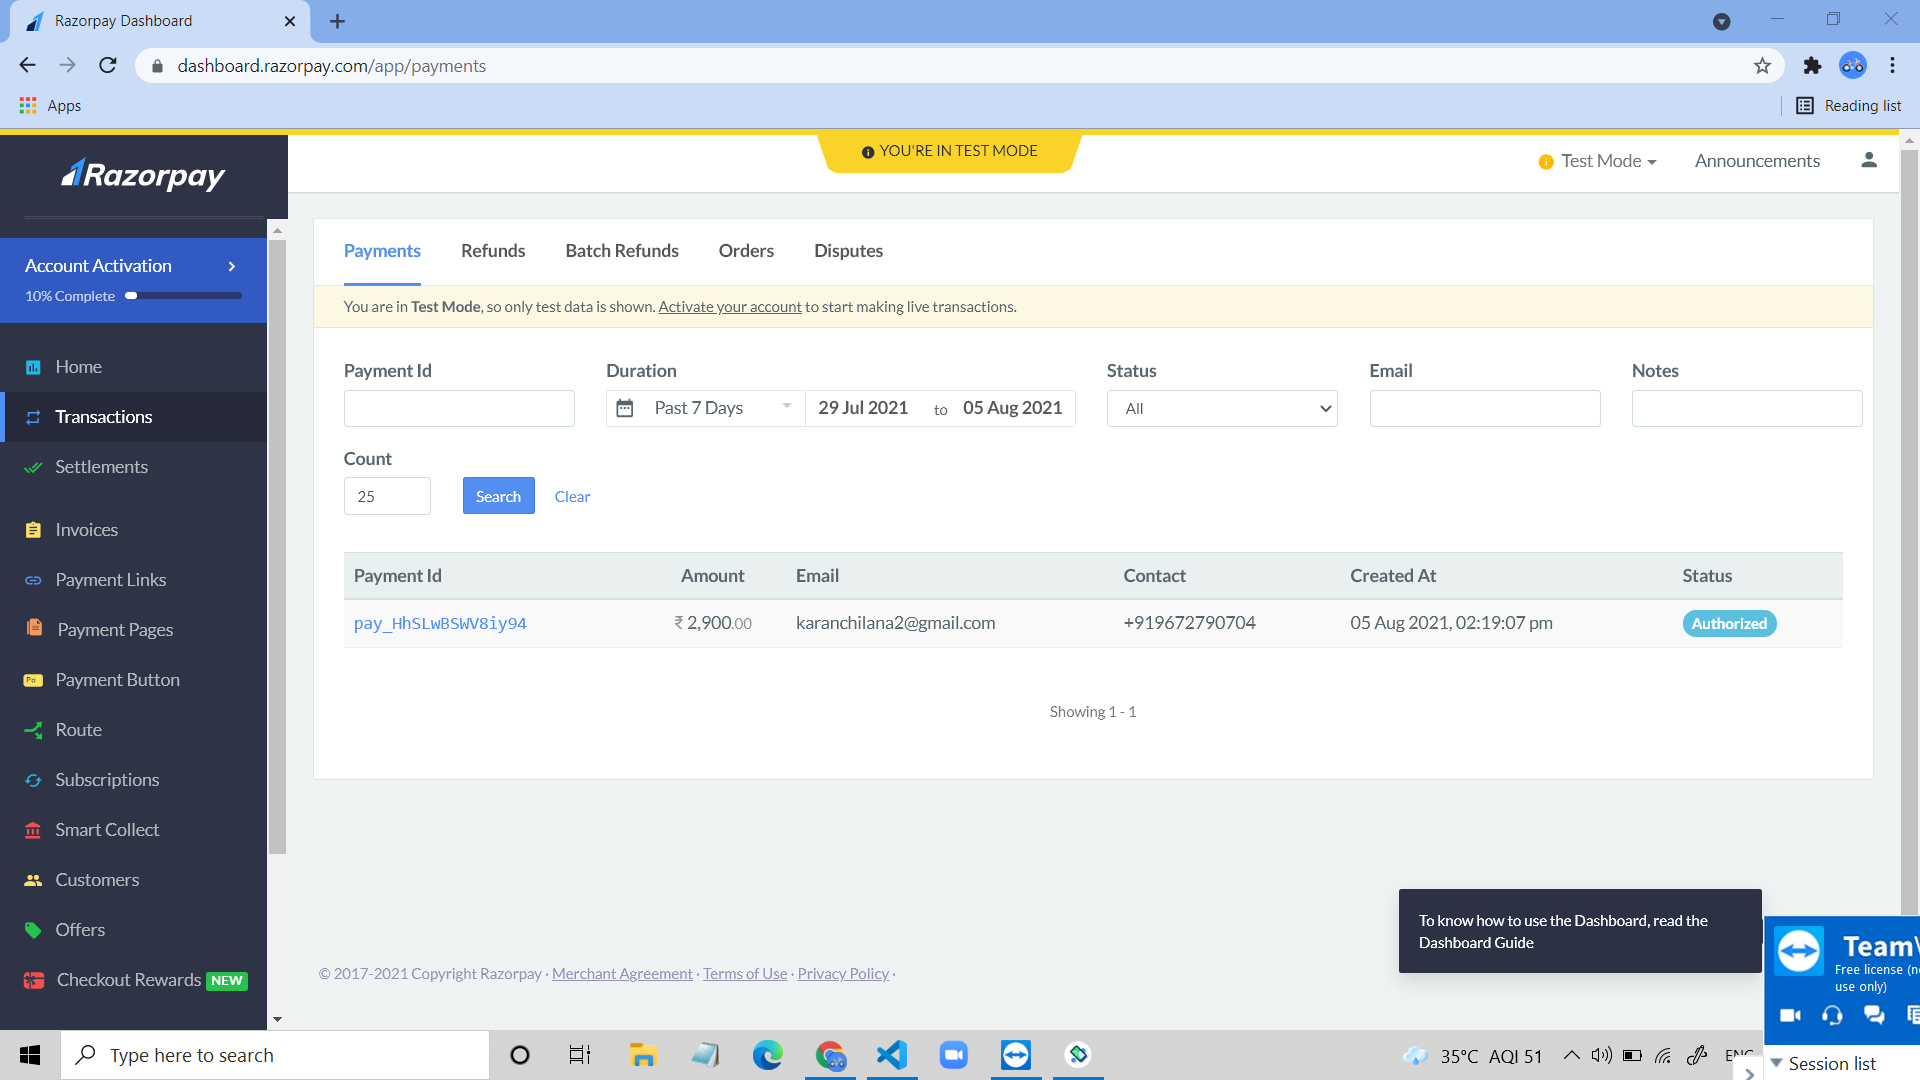 Razorpay Dashboard
dashboard.razorpay.com/app/payments
Apps
Reading list
Razorpay
YOU'RE IN TEST MODE
Test Mode
Announcements
Account Activation
10% Complete
Home
Transactions
Settlements
Invoices
Payment Links
Payment Pages
Payment Button
Route
Subscriptions
Smart Collect
Customers
Offers
Checkout Rewards NEW
Payments Refunds Batch Refunds Orders Disputes
You are in Test Mode, so only test data is shown. Activate your account to start making live transactions.
Payment Id Duration Status Email Notes
Past 7 Days 29 Jul 2021 to 05 Aug 2021 All
Count
25 Search Clear
Payment Id Amount Email Contact Created At Status
pay_HhSLwBSWV8iy94 ₹ 2,900.00 karanchilana2@gmail.com +919672790704 05 Aug 2021, 02:19:07 pm Authorized
Showing 1 - 1
To know how to use the Dashboard, read the
Dashboard Guide
© 2017-2021 Copyright Razorpay · Merchant Agreement · Terms of Use · Privacy Policy ·
Free license
use only)
Type here to search
35°C AQI 51
Session list